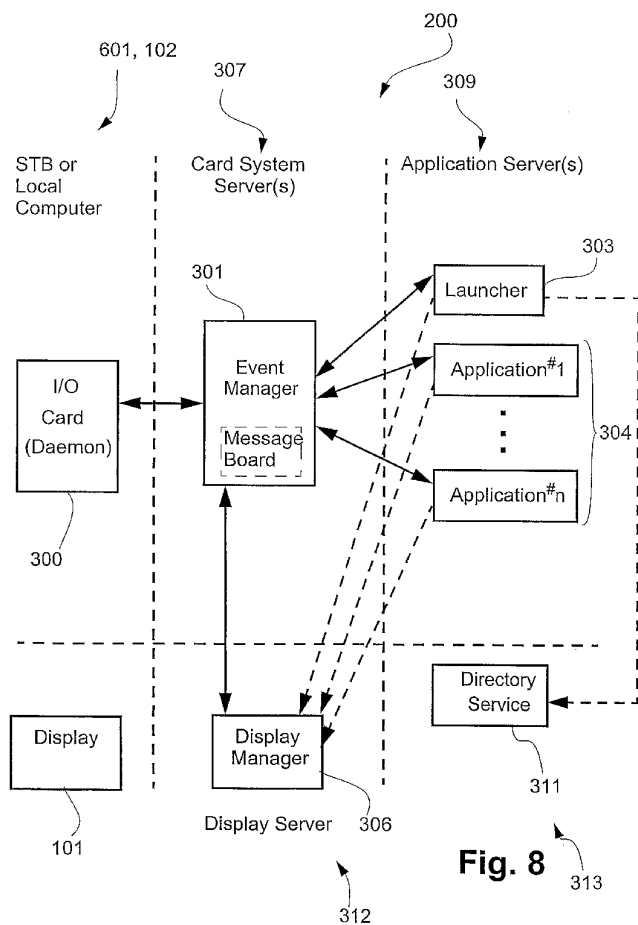 200
601, 102
307
309
STB or
Local
Computer
Card System
Server(s)
Application Server(s)
301
303
Launcher
Event
Manager
Message
Board
I/O
Card
(Daemon)
Application#1
304
Application#n
300
Directory
Service
Display
Display
Manager
311
101
306
Display Server
Fig. 8
313
312